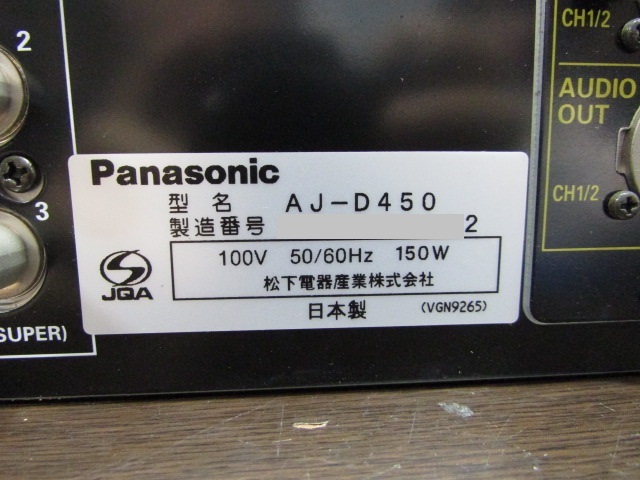 2
3
SUPER)
Panasonic
型 名 AJ-D450
製造番号 2
100V 50/60Hz 150W
松下電器産業株式会社
JQA
日本製 (VGN9265)
CH1/2
AUDIO
OUT
CH1/2